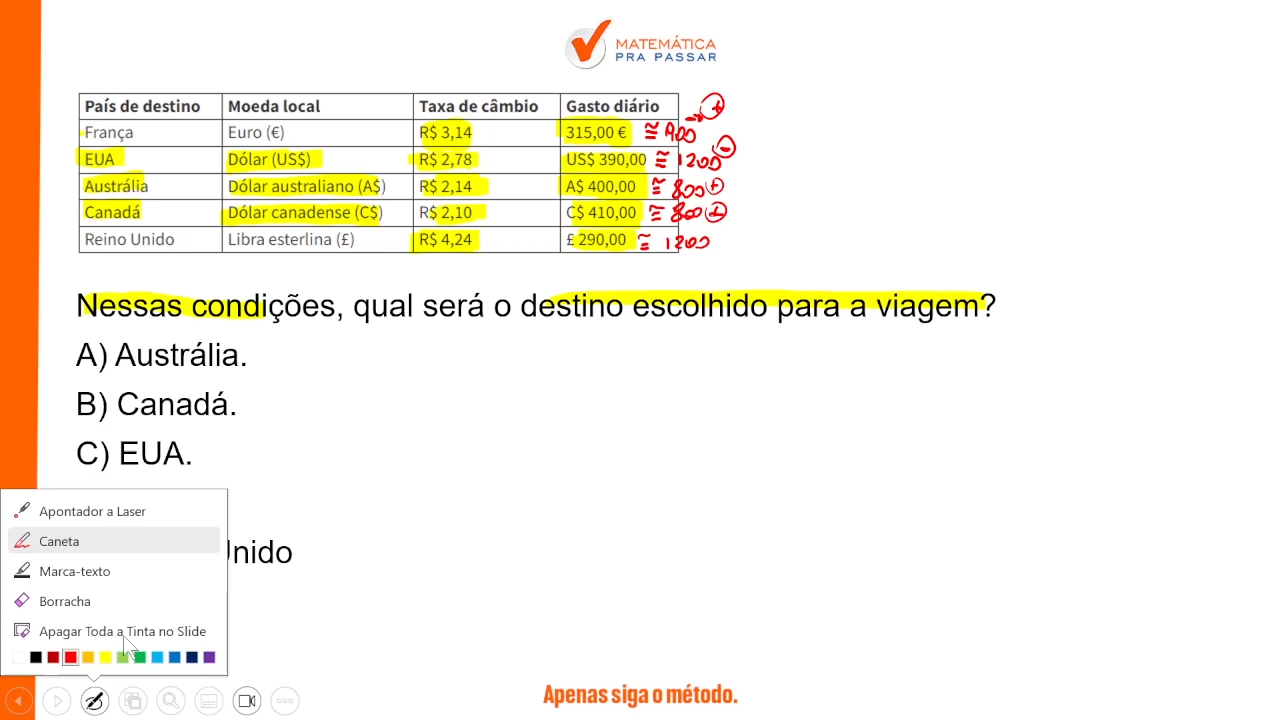 MATEMÁTICA
PRA PASSAR
País de destino Moeda local Taxa de câmbio Gasto diário
França Euro (€) R$ 3,14 315,00 € ≅ 900
EUA Dólar (US$) R$ 2,78 US$ 390,00 ≅ 1200
Austrália Dólar australiano (A$) R$ 2,14 A$ 400,00 ≅ 800
Canadá Dólar canadense (C$) R$ 2,10 C$ 410,00 ≅ 800
Reino Unido Libra esterlina (£) R$ 4,24 £ 290,00 ≅ 1200
Nessas condições, qual será o destino escolhido para a viagem?
A) Austrália.
B) Canadá.
C) EUA.
Unido
Apontador a Laser
Caneta
Marca-texto
Borracha
Apagar Toda a Tinta no Slide
Apenas siga o método.